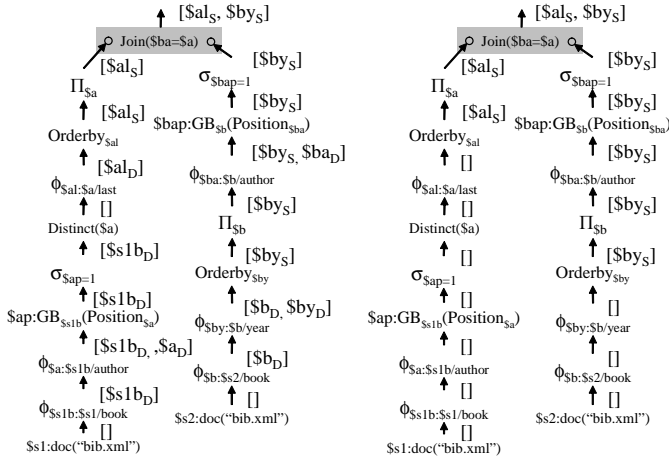 [$al_S, $by_S]
Join($ba=$a)
[$al_S]
[$by_S]
Π_$a
σ_$bap=1
[$al_S]
[$by_S]
Orderby_$al
$bap:GB_$b(Position_$ba)
[$al_D]
[$by_S, $ba_D]
ϕ_$al:$a/last
ϕ_$ba:$b/author
[]
[$by_S]
Distinct($a)
Π_$b
[$s1b_D]
[$by_S]
σ_$ap=1
Orderby_$by
[$s1b_D]
[$b_D, $by_D]
$ap:GB_$s1b(Position_$a)
ϕ_$by:$b/year
[$s1b_D, ,$a_D]
[$b_D]
ϕ_$a:$s1b/author
ϕ_$b:$s2/book
[$s1b_D]
[]
ϕ_$s1b:$s1/book
$s2:doc(“bib.xml”)
[]
$s1:doc(“bib.xml”)
[$al_S, $by_S]
Join($ba=$a)
[$al_S]
[$by_S]
Π_$a
σ_$bap=1
[$al_S]
[$by_S]
Orderby_$al
$bap:GB_$b(Position_$ba)
[]
[$by_S]
ϕ_$al:$a/last
ϕ_$ba:$b/author
[]
[$by_S]
Distinct($a)
Π_$b
[]
[$by_S]
σ_$ap=1
Orderby_$by
[]
[]
$ap:GB_$s1b(Position_$a)
ϕ_$by:$b/year
[]
[]
ϕ_$a:$s1b/author
ϕ_$b:$s2/book
[]
[]
ϕ_$s1b:$s1/book
$s2:doc(“bib.xml”)
[]
$s1:doc(“bib.xml”)